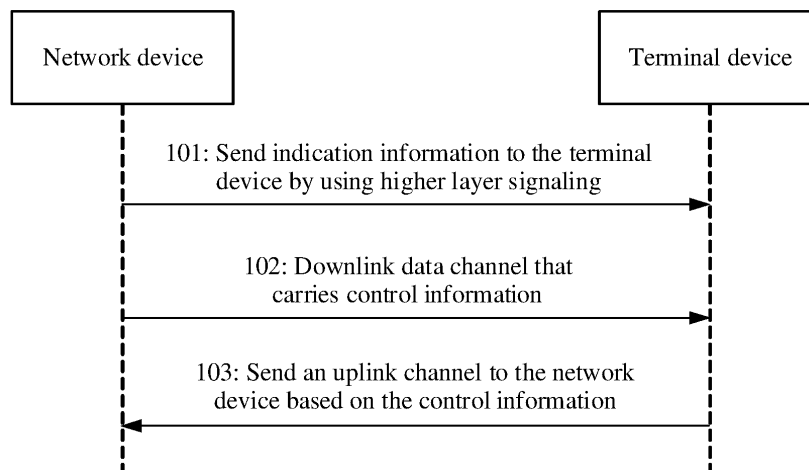 Network device
Terminal device
101: Send indication information to the terminal
device by using higher layer signaling
102: Downlink data channel that
carries control information
103: Send an uplink channel to the network
device based on the control information